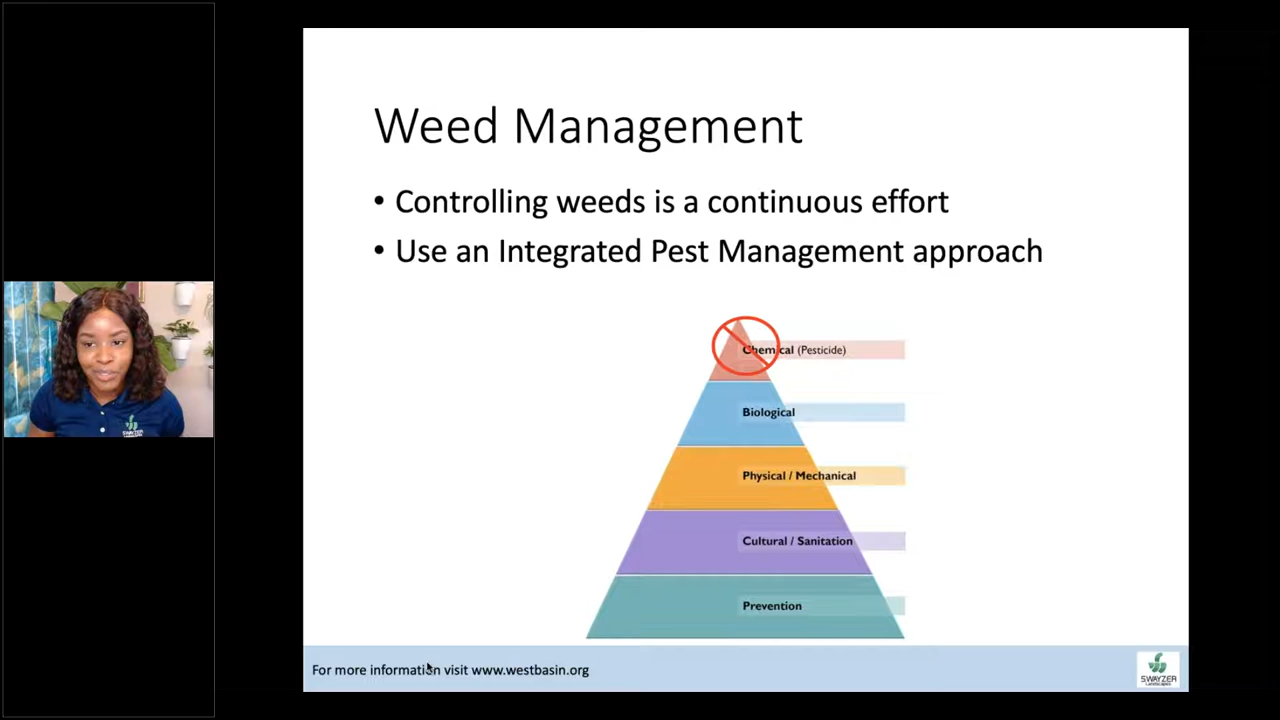 Weed Management
• Controlling weeds is a continuous effort
• Use an Integrated Pest Management approach
Chemical (Pesticide)
Biological
Physical / Mechanical
Cultural / Sanitation
Prevention
For more information visit www.westbasin.org
SWAYZER